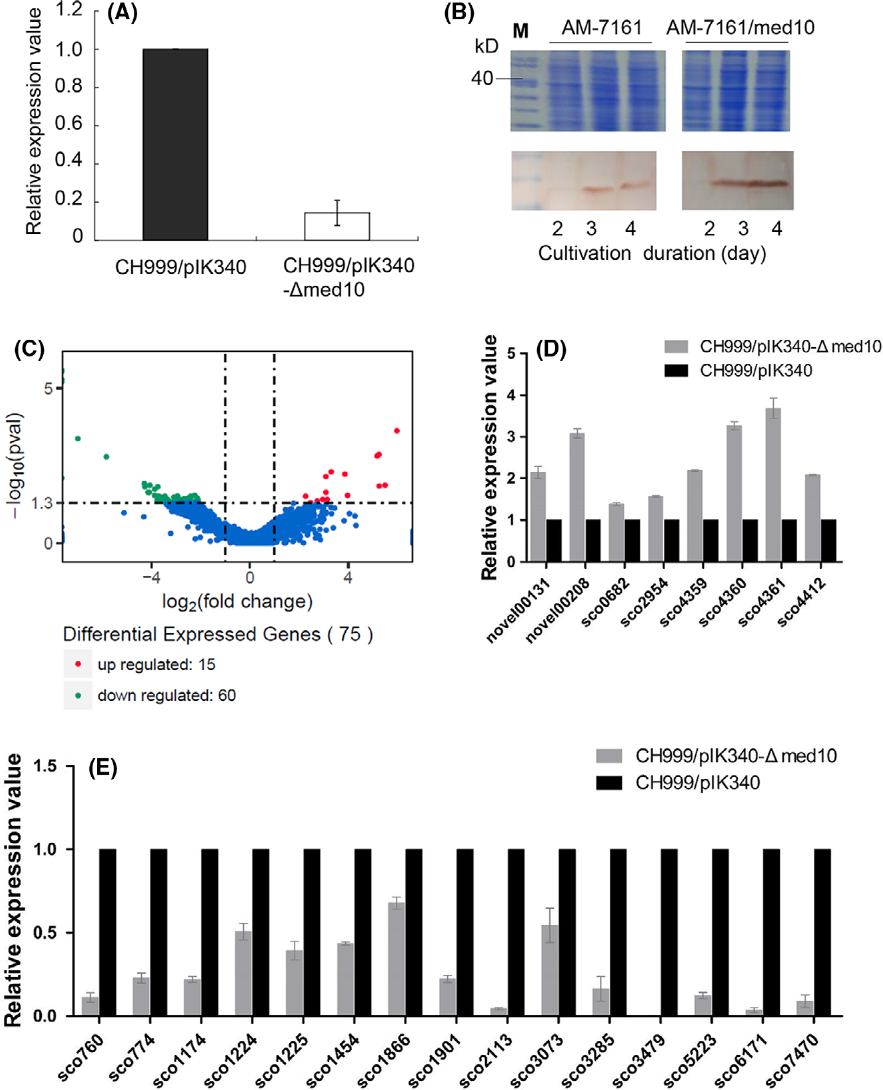 (A)
Relative expression value
1.2
1.0
0.8
0.6
0.4
0.2
0
CH999/pIK340
CH999/pIK340
-Δmed10
(B)
M
AM-7161
AM-7161/med10
kD
40
2 3 4 2 3 4
Cultivation duration (day)
(C)
−log10(pval)
5
1.3
0
−4 0 4
log2(fold change)
Differential Expressed Genes ( 75 )
up regulated: 15
down regulated: 60
(D)
CH999/pIK340-Δ med10
CH999/pIK340
Relative expression value
5
4
3
2
1
0
novel00131
novel00208
sco0682
sco2954
sco4359
sco4360
sco4361
sco4412
(E)
CH999/pIK340-Δ med10
CH999/pIK340
Relative expression value
1.5
1.0
0.5
0.0
sco760
sco774
sco1174
sco1224
sco1225
sco1454
sco1866
sco1901
sco2113
sco3073
sco3285
sco3479
sco5223
sco6171
sco7470